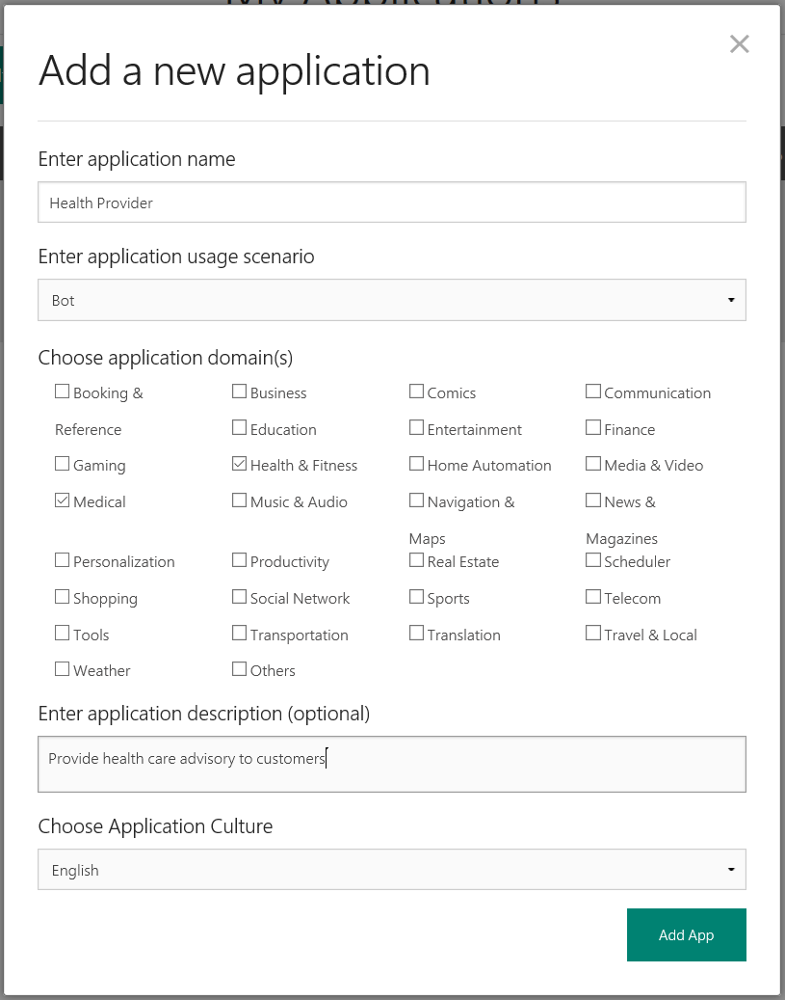 My Applications
Add a new application
Enter application name
Health Provider
Enter application usage scenario
Bot
Choose application domain(s)
Booking & Business Comics Communication
Reference Education Entertainment Finance
Gaming Health & Fitness Home Automation Media & Video
Medical Music & Audio Navigation & News &
Maps Magazines
Personalization Productivity Real Estate Scheduler
Shopping Social Network Sports Telecom
Tools Transportation Translation Travel & Local
Weather Others
Enter application description (optional)
Provide health care advisory to customers
Choose Application Culture
English
Add App